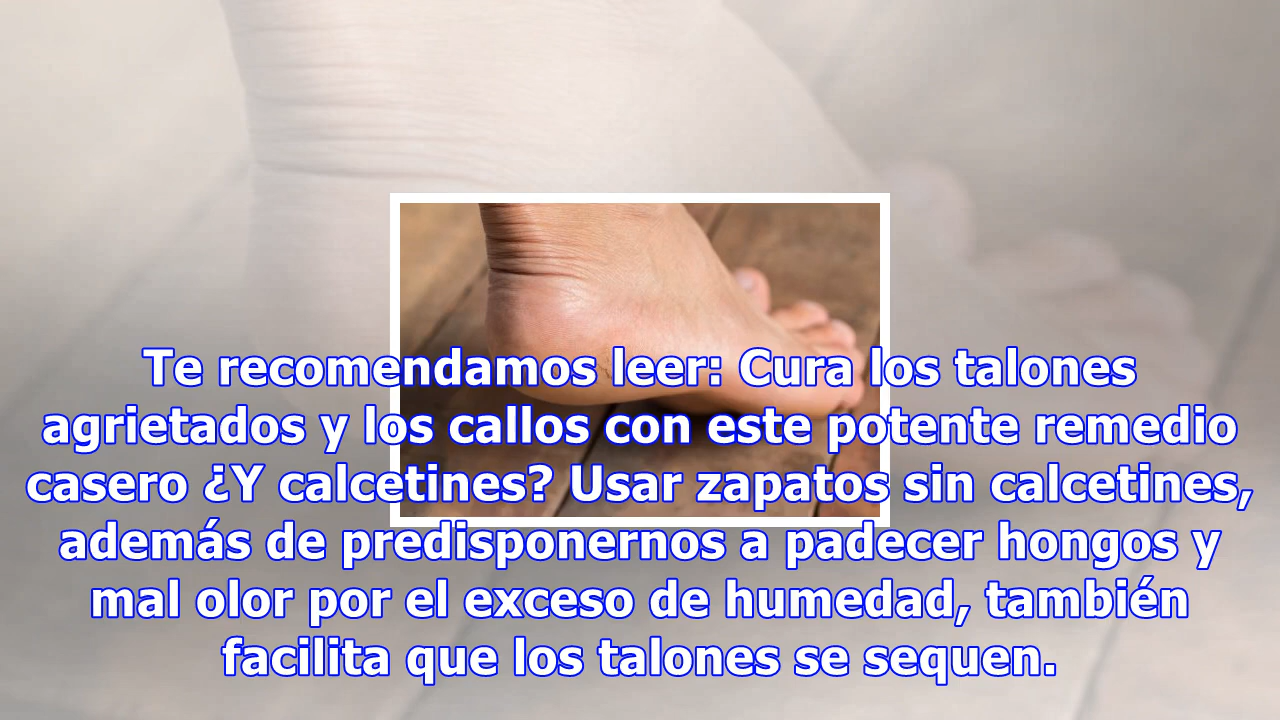 Te recomendamos leer: Cura los talones
agrietados y los callos con este potente remedio
casero ¿Y calcetines? Usar zapatos sin calcetines,
además de predisponernos a padecer hongos y
mal olor por el exceso de humedad, también
facilita que los talones se sequen.